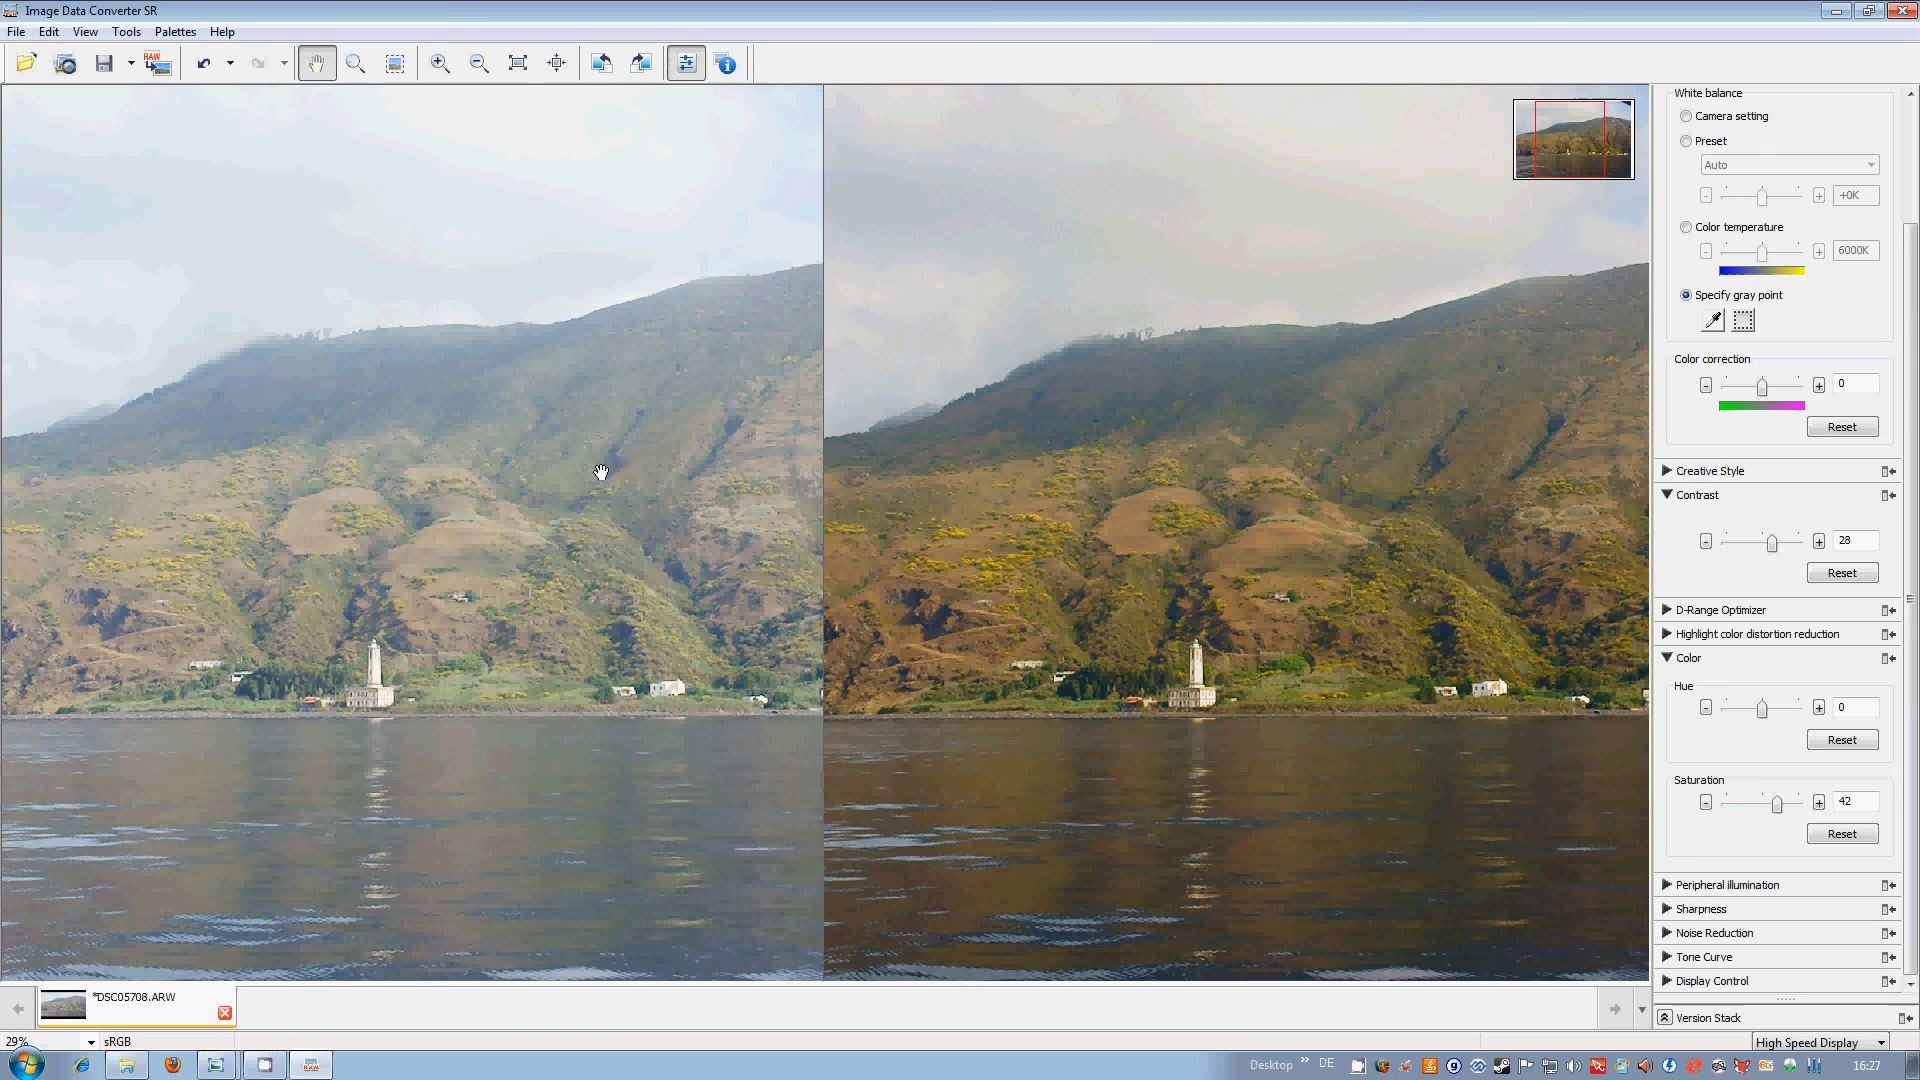 Image Data Converter SR
File Edit View Tools Palettes Help
RAW
White balance
Camera setting
Preset
Auto
- + +0K
Color temperature
- + 6000K
Specify gray point
Color correction
- + 0
Reset
Creative Style
Contrast
- + 28
Reset
D-Range Optimizer
Highlight color distortion reduction
Color
Hue
- + 0
Reset
Saturation
- + 42
Reset
Peripheral illumination
Sharpness
Noise Reduction
Tone Curve
Display Control
*DSC05708.ARW
Version Stack
29% sRGB
High Speed Display
Desktop » DE
16:27